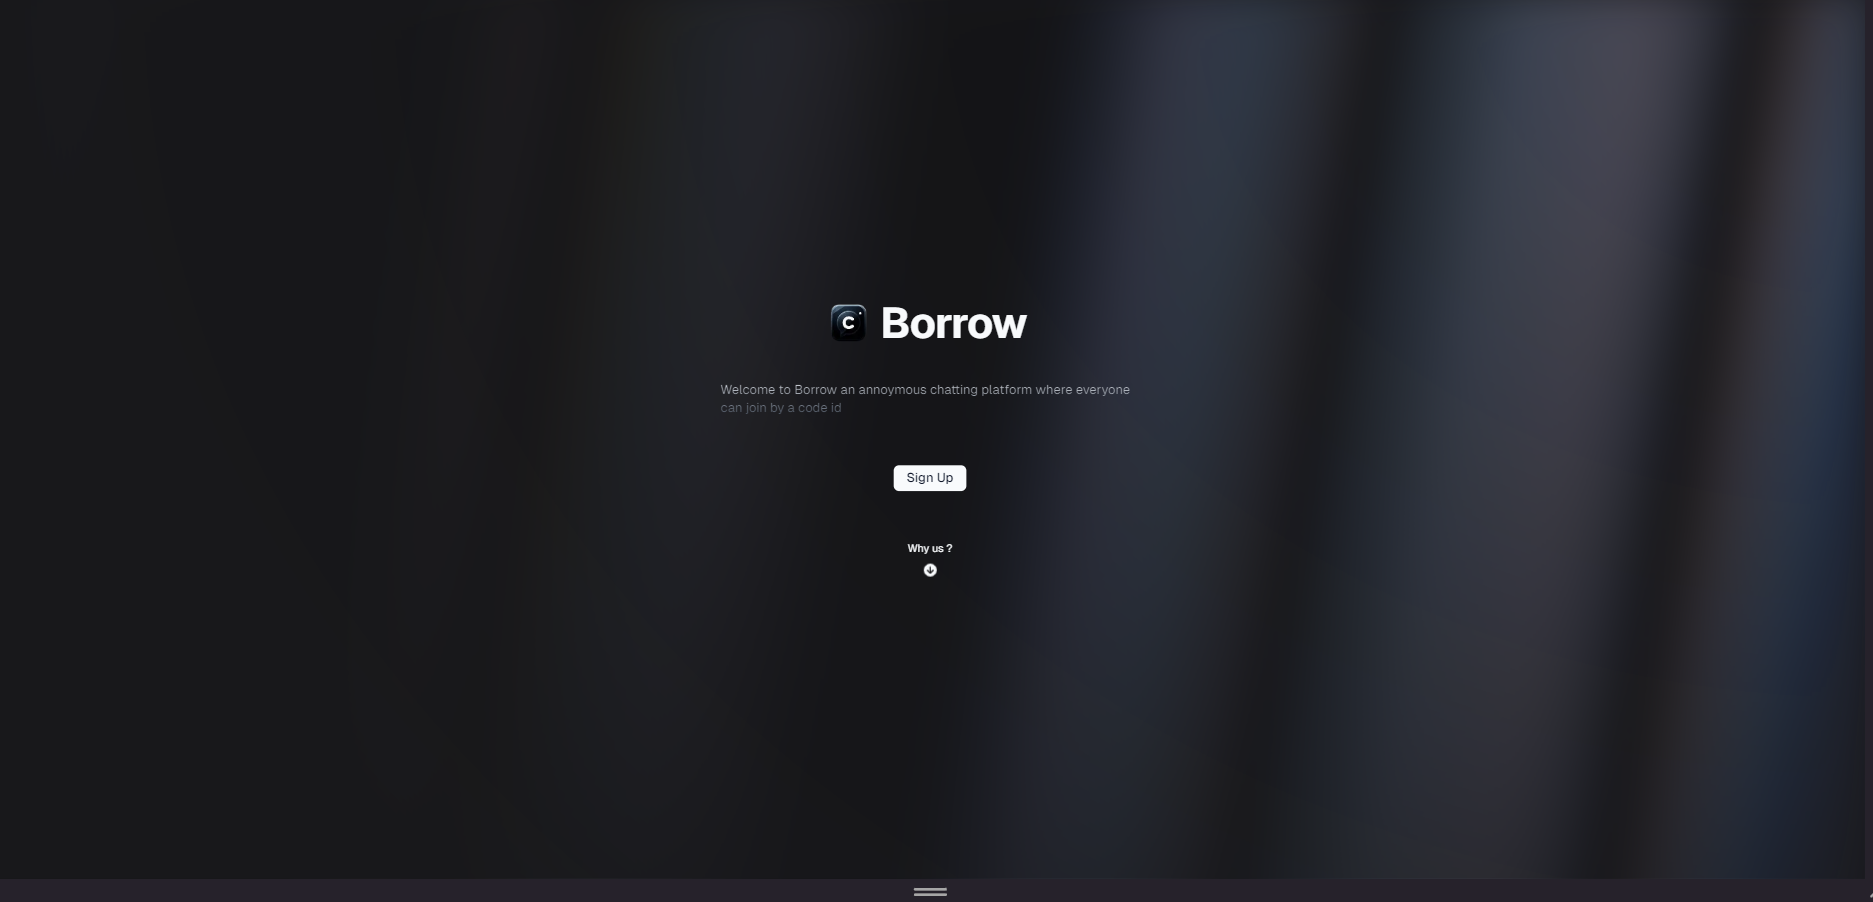 C
Borrow
Welcome to Borrow an annoymous chatting platform where everyone
can join by a code id
Sign Up
Why us ?